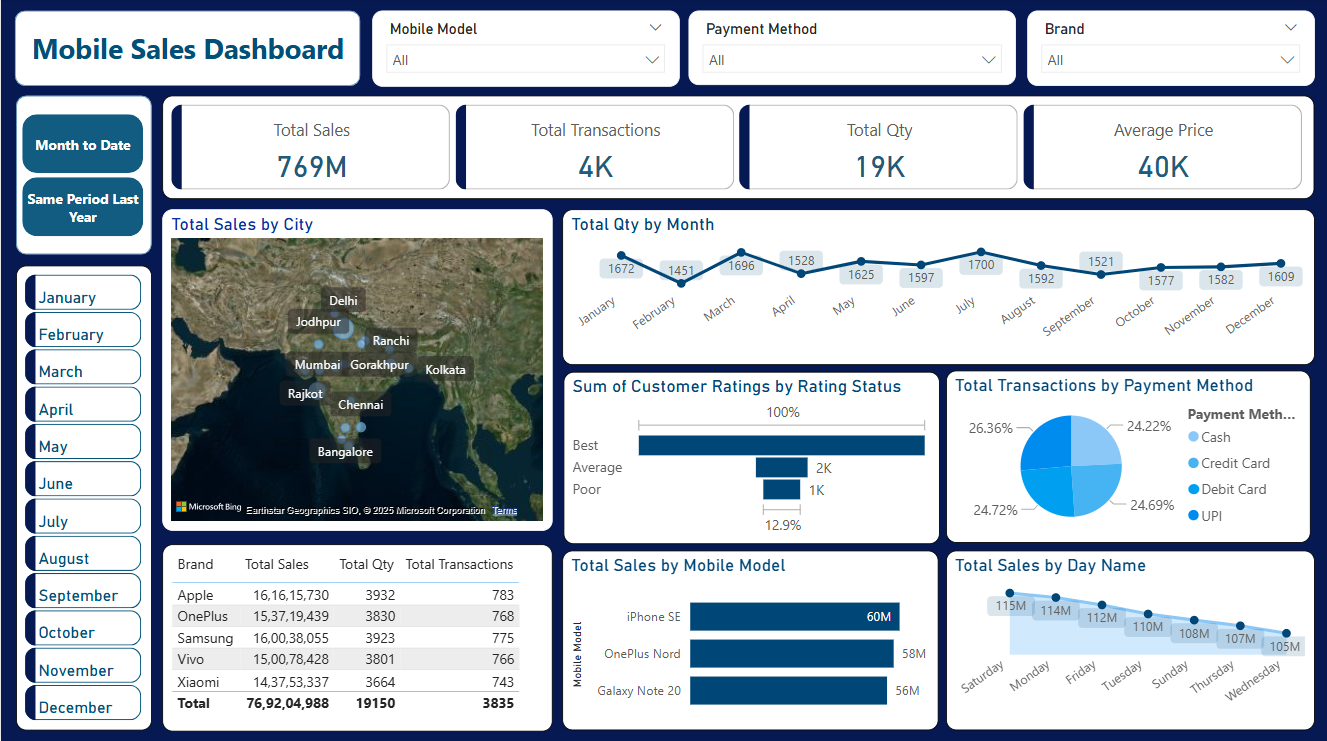 Mobile Sales Dashboard
Mobile Model
All
Payment Method
All
Brand
All
Month to Date
Same Period Last
Year
January
February
March
April
May
June
July
August
September
October
November
December
Total Sales
769M
Total Transactions
4K
Total Qty
19K
Average Price
40K
Total Sales by City
Delhi
Jodhpur
Ranchi
Mumbai
Gorakhpur
Kolkata
Rajkot
Chennai
Bangalore
Microsoft Bing
Earthstar Geographics SIO, © 2025 Microsoft Corporation Terms
Total Qty by Month
1672
1451
1696
1528
1625
1597
1700
1592
1521
1577
1582
1609
January
February
March
April
May
June
July
August
September
October
November
December
Sum of Customer Ratings by Rating Status
100%
Best
Average 2K
Poor 1K
12.9%
Total Transactions by Payment Method
26.36%
24.22%
24.72%
24.69%
Payment Meth...
Cash
Credit Card
Debit Card
UPI
Brand Total Sales Total Qty Total Transactions
Apple 16,16,15,730 3932 783
OnePlus 15,37,19,439 3830 768
Samsung 16,00,38,055 3923 775
Vivo 15,00,78,428 3801 766
Xiaomi 14,37,53,337 3664 743
Total 76,92,04,988 19150 3835
Total Sales by Mobile Model
Mobile Model
iPhone SE 60M
OnePlus Nord 58M
Galaxy Note 20 56M
Total Sales by Day Name
115M
114M
112M
110M
108M
107M
105M
Saturday
Monday
Friday
Tuesday
Sunday
Thursday
Wednesday